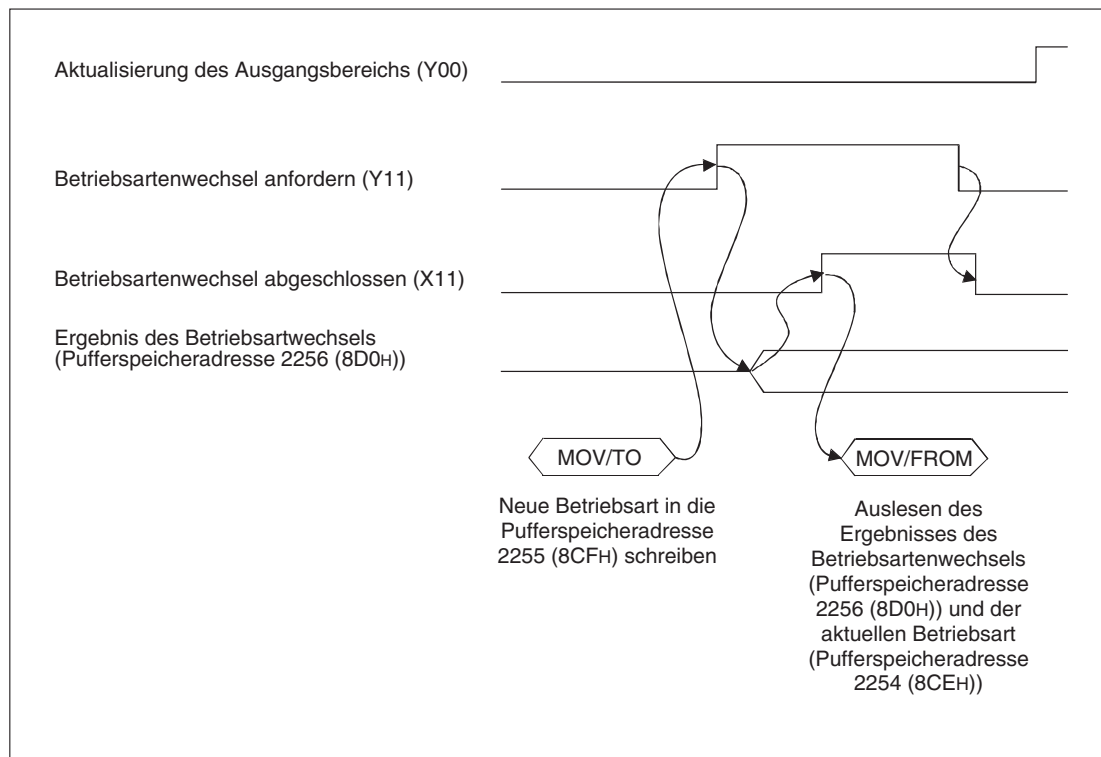 Aktualisierung des Ausgangsbereichs (Y00)
Betriebsartenwechsel anfordern (Y11)
Betriebsartenwechsel abgeschlossen (X11)
Ergebnis des Betriebsartwechsels
(Pufferspeicheradresse 2256 (8D0H))
MOV/TO
Neue Betriebsart in die
Pufferspeicheradresse
2255 (8CFH) schreiben
MOV/FROM
Auslesen des
Ergebnisses des
Betriebsartenwechsels
(Pufferspeicheradresse
2256 (8D0H)) und der
aktuellen Betriebsart
(Pufferspeicheradresse
2254 (8CEH))